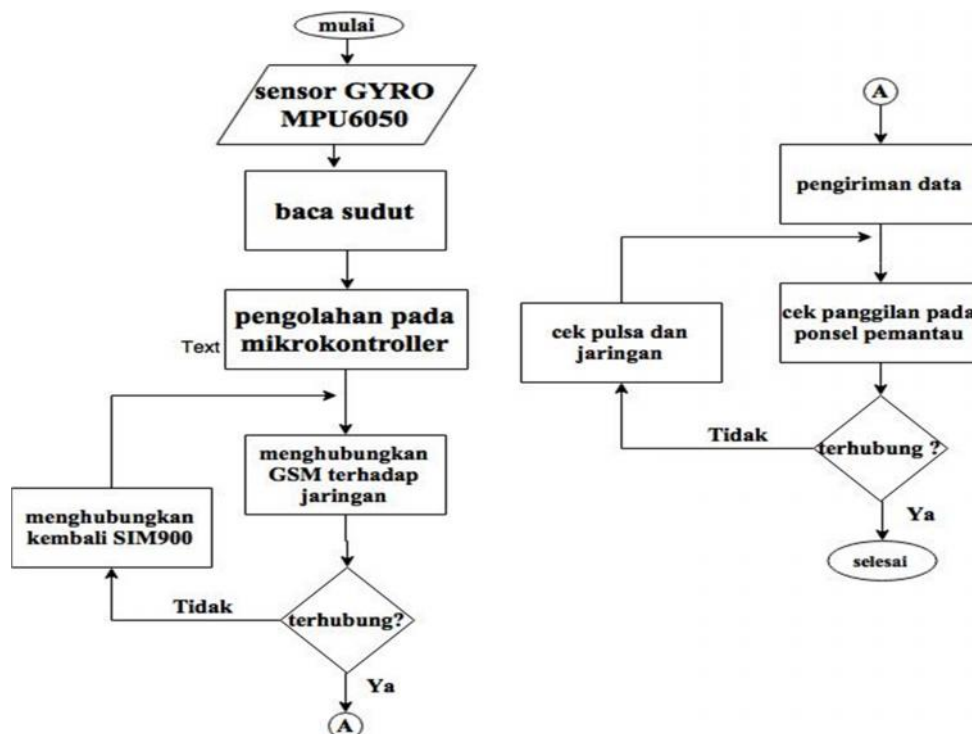 mulai
sensor GYRO
MPU6050
baca sudut
pengolahan pada
mikrokontroller
Text
menghubungkan
GSM terhadap
jaringan
menghubungkan
kembali SIM900
Tidak
terhubung?
Ya
A
A
pengiriman data
cek panggilan pada
ponsel pemantau
cek pulsa dan
jaringan
Tidak
terhubung ?
Ya
selesai